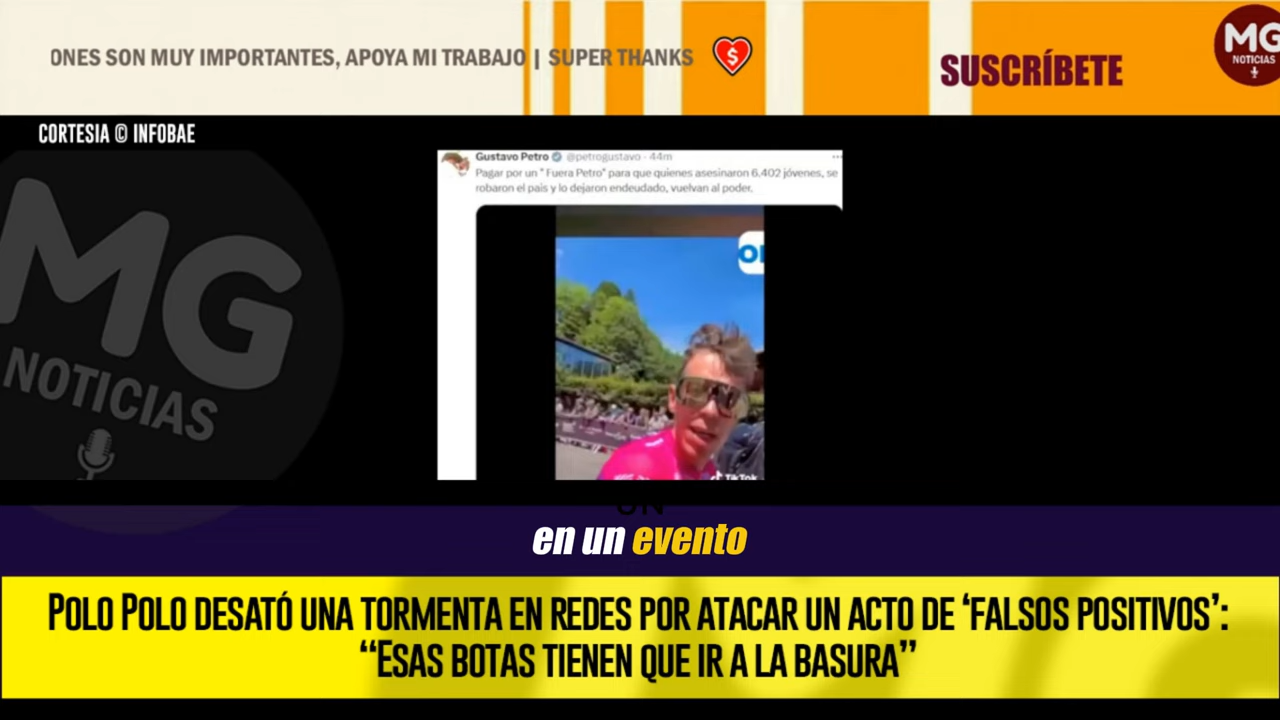 ONES SON MUY IMPORTANTES, APOYA MI TRABAJO | SUPER THANKS
SUSCRÍBETE
MG
NOTICIAS
CORTESIA © INFOBAE
Gustavo Petro @petrogustavo · 44m
Pagar por un " Fuera Petro" para que quienes asesinaron 6.402 jóvenes, se
robaron el pais y lo dejaron endeudado, vuelvan al poder.
MG
NOTICIAS
TikTok
en un evento
POLO POLO DESATÓ UNA TORMENTA EN REDES POR ATACAR UN ACTO DE ‘FALSOS POSITIVOS’:
“ESAS BOTAS TIENEN QUE IR A LA BASURA”